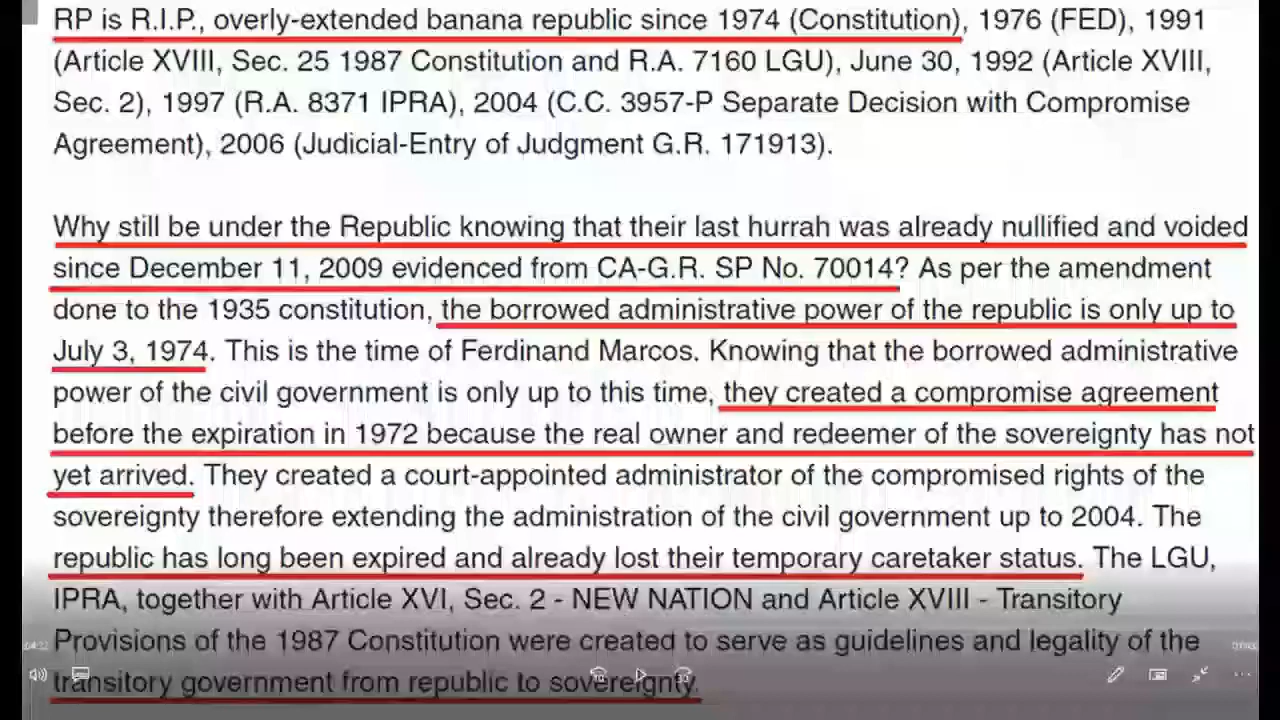 RP is R.I.P., overly-extended banana republic since 1974 (Constitution), 1976 (FED), 1991
(Article XVIII, Sec. 25 1987 Constitution and R.A. 7160 LGU), June 30, 1992 (Article XVIII,
Sec. 2), 1997 (R.A. 8371 IPRA), 2004 (C.C. 3957-P Separate Decision with Compromise
Agreement), 2006 (Judicial-Entry of Judgment G.R. 171913).
Why still be under the Republic knowing that their last hurrah was already nullified and voided
since December 11, 2009 evidenced from CA-G.R. SP No. 70014? As per the amendment
done to the 1935 constitution, the borrowed administrative power of the republic is only up to
July 3, 1974. This is the time of Ferdinand Marcos. Knowing that the borrowed administrative
power of the civil government is only up to this time, they created a compromise agreement
before the expiration in 1972 because the real owner and redeemer of the sovereignty has not
yet arrived. They created a court-appointed administrator of the compromised rights of the
sovereignty therefore extending the administration of the civil government up to 2004. The
republic has long been expired and already lost their temporary caretaker status. The LGU,
IPRA, together with Article XVI, Sec. 2 - NEW NATION and Article XVIII - Transitory
Provisions of the 1987 Constitution were created to serve as guidelines and legality of the
transitory government from republic to sovereignty.